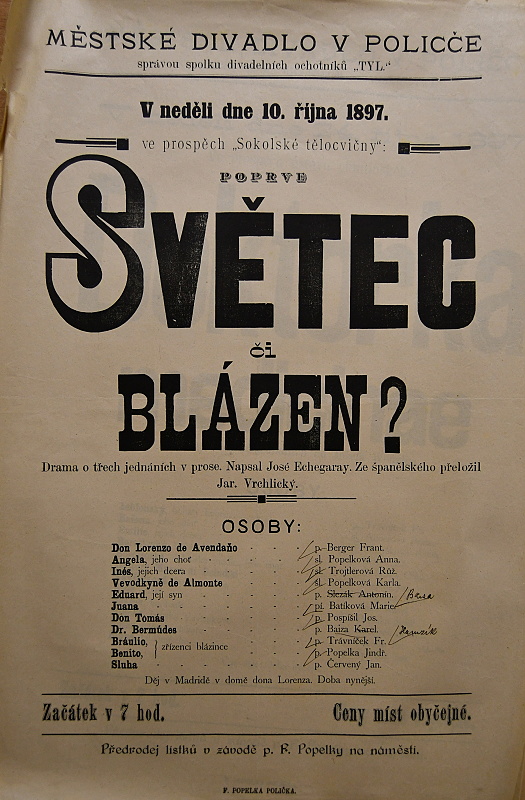 MĚSTSKÉ DIVADLO V POLICČE
správou spolku divadelních ochotníků „TYL."
V neděli dne 10. října 1897.
ve prospěch „Sokolské tělocvičny":
POPRVE
SVĚTEC
či
BLÁZEN?
Drama o třech jednáních v prose. Napsal José Echegaray. Ze španělského přeložil
Jar. Vrchlický.
OSOBY:
Don Lorenzo de Avendaño - - - p. Berger Frant.
Angela, jeho choť - - - - sl. Popelková Anna.
Inés, jejich dcera - - - - sl. Trojtlerová Růž.
Vevodkyně de Almonte - - - sl. Popelková Karla.
Eduard, její syn - - - - p. Slezák Antonín.
Juana - - - - - pí. Batíková Marie.
Don Tomás - - - - p. Pospíšil Jos.
Dr. Bermúdes - - - - p. Baiza Karel.
Bráulio, } zřízenci blázince - - - p. Trávníček Fr.
Benito, - - - p. Popelka Jindř.
Sluha - - - - - p. Červený Jan.
Děj v Madridě v domě dona Lorenza. Doba nynější.
Začátek v 7 hod. Ceny míst obyčejné.
Předprodej lístků v závodě p. F. Popelky na náměstí.
F. POPELKA POLIČKA.